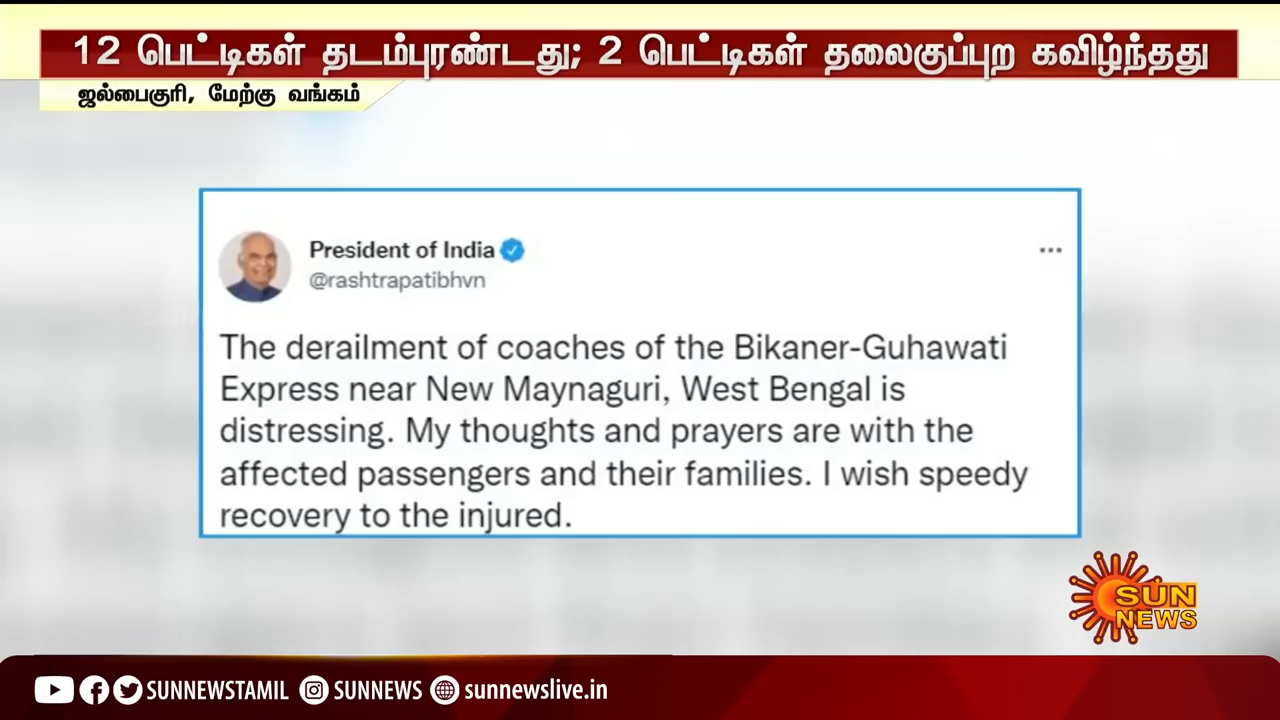 12 பெட்டிகள் தடம்புரண்டது; 2 பெட்டிகள் தலைகுப்புற கவிழ்ந்தது
ஜல்பைகுரி, மேற்கு வங்கம்
President of India
@rashtrapatibhvn
The derailment of coaches of the Bikaner-Guhawati
Express near New Maynaguri, West Bengal is
distressing. My thoughts and prayers are with the
affected passengers and their families. I wish speedy
recovery to the injured.
SUN
NEWS
SUNNEWSTAMIL SUNNEWS sunnewslive.in